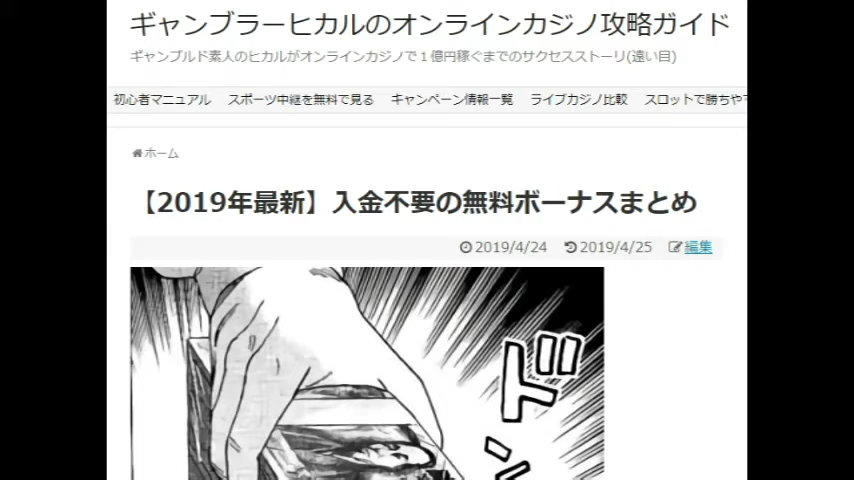 ギャンブラーヒカルのオンラインカジノ攻略ガイド
ギャンブルド素人のヒカルがオンラインカジノで1億円稼ぐまでのサクセスストーリ(遠い目)
初心者マニュアル スポーツ中継を無料で見る キャンペーン情報一覧 ライブカジノ比較 スロットで勝ちや
ホーム
【2019年最新】入金不要の無料ボーナスまとめ
2019/4/24 2019/4/25 編集
ドン